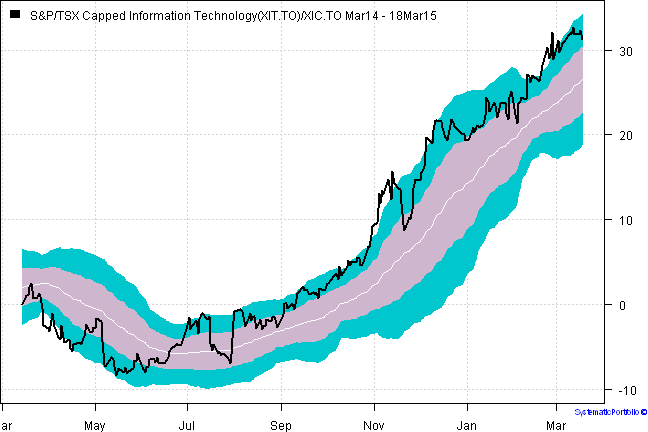 S&P/TSX Capped Information Technology(XIT.TO)/XIC.TO Mar14 - 18Mar15
30
20
10
0
-10
ar May Jul Sep Nov Jan Mar
SystematicPortfolio ©